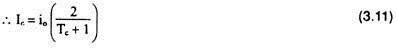 ∴ I_c = i_o ( 2 / (T_c + 1) ) (3.11)